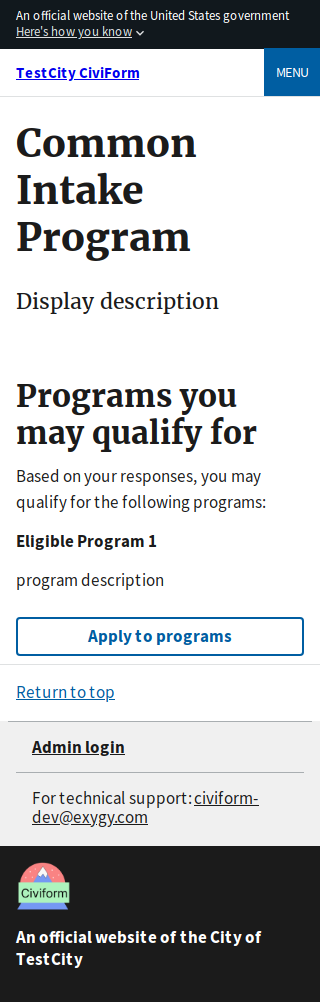 An official website of the United States government
Here's how you know
TestCity CiviForm
MENU
Common
Intake
Program
Display description
Programs you
may qualify for
Based on your responses, you may
qualify for the following programs:
Eligible Program 1
program description
Apply to programs
Return to top
Admin login
For technical support: civiform-
dev@exygy.com
Civiform
An official website of the City of
TestCity